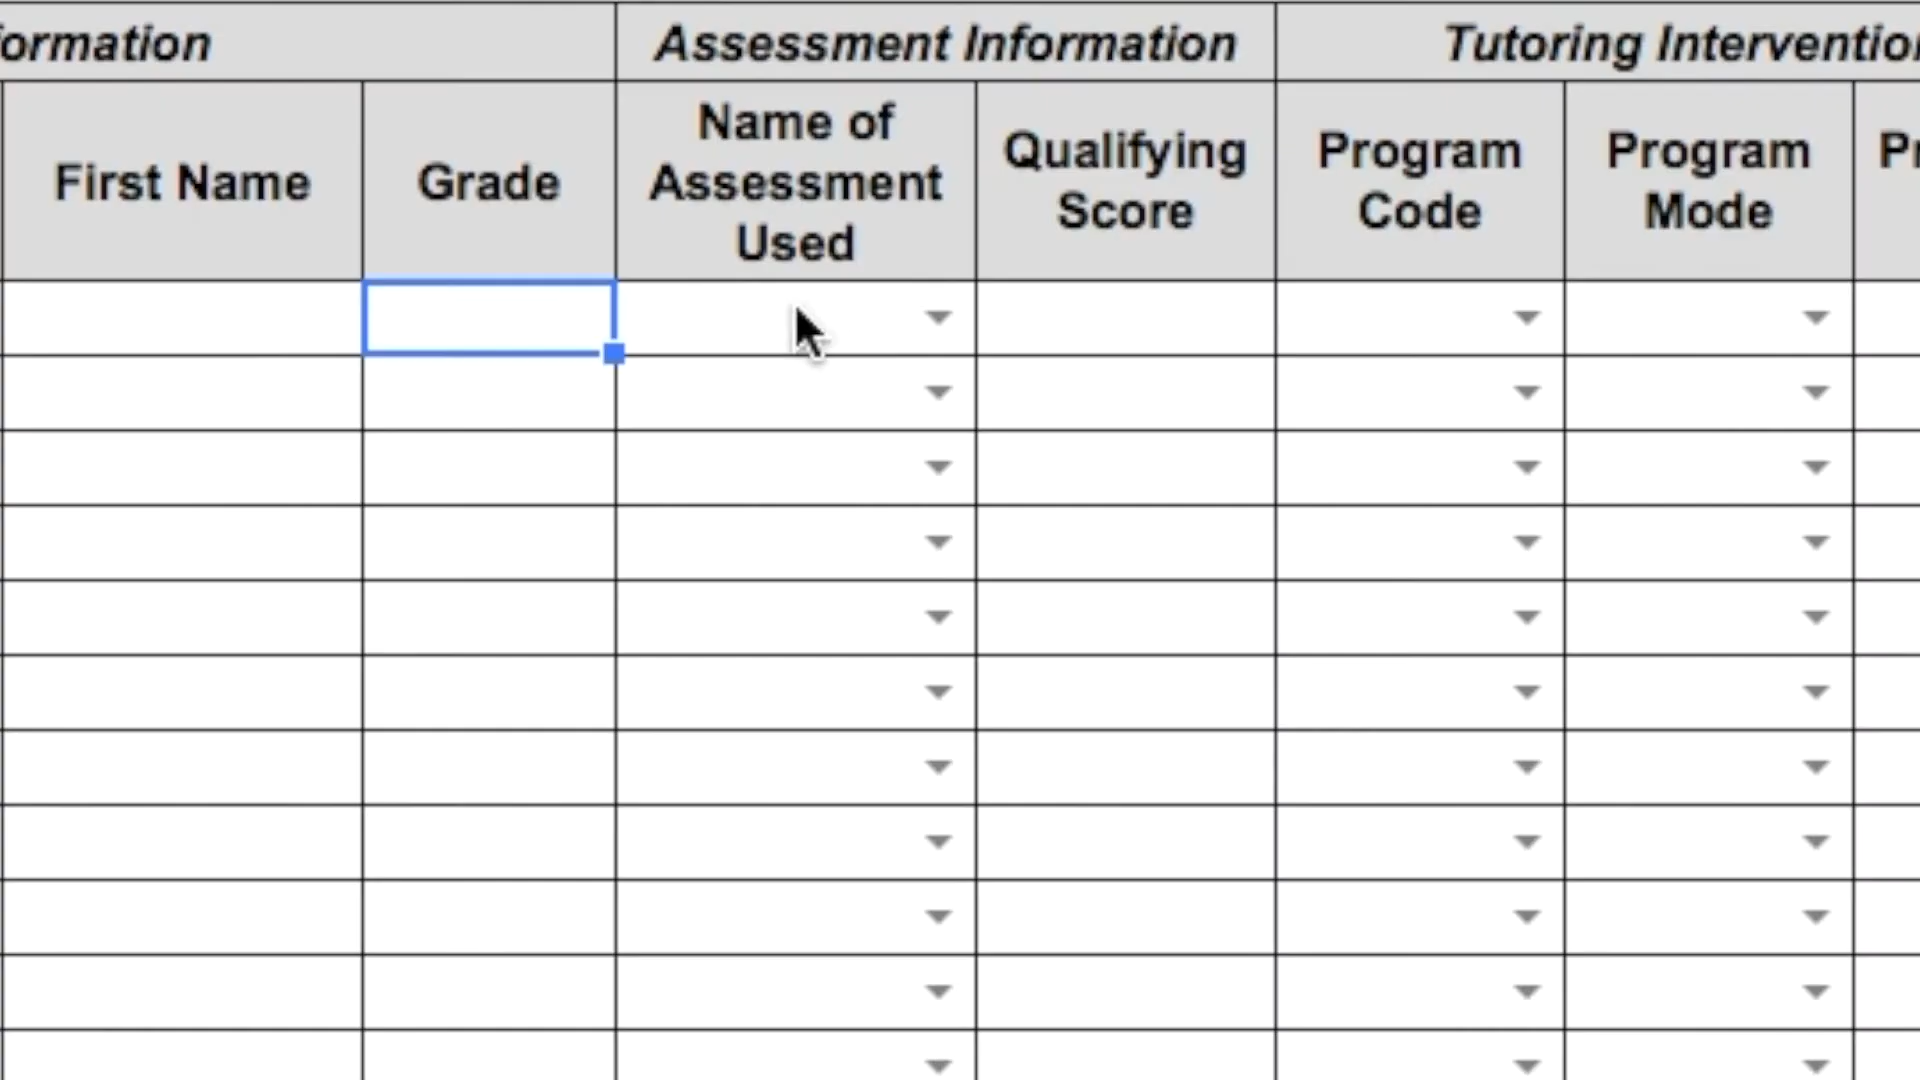 ormation Assessment Information Tutoring Interventio
First Name Grade Name of Assessment Used Qualifying Score Program Code Program Mode Pr